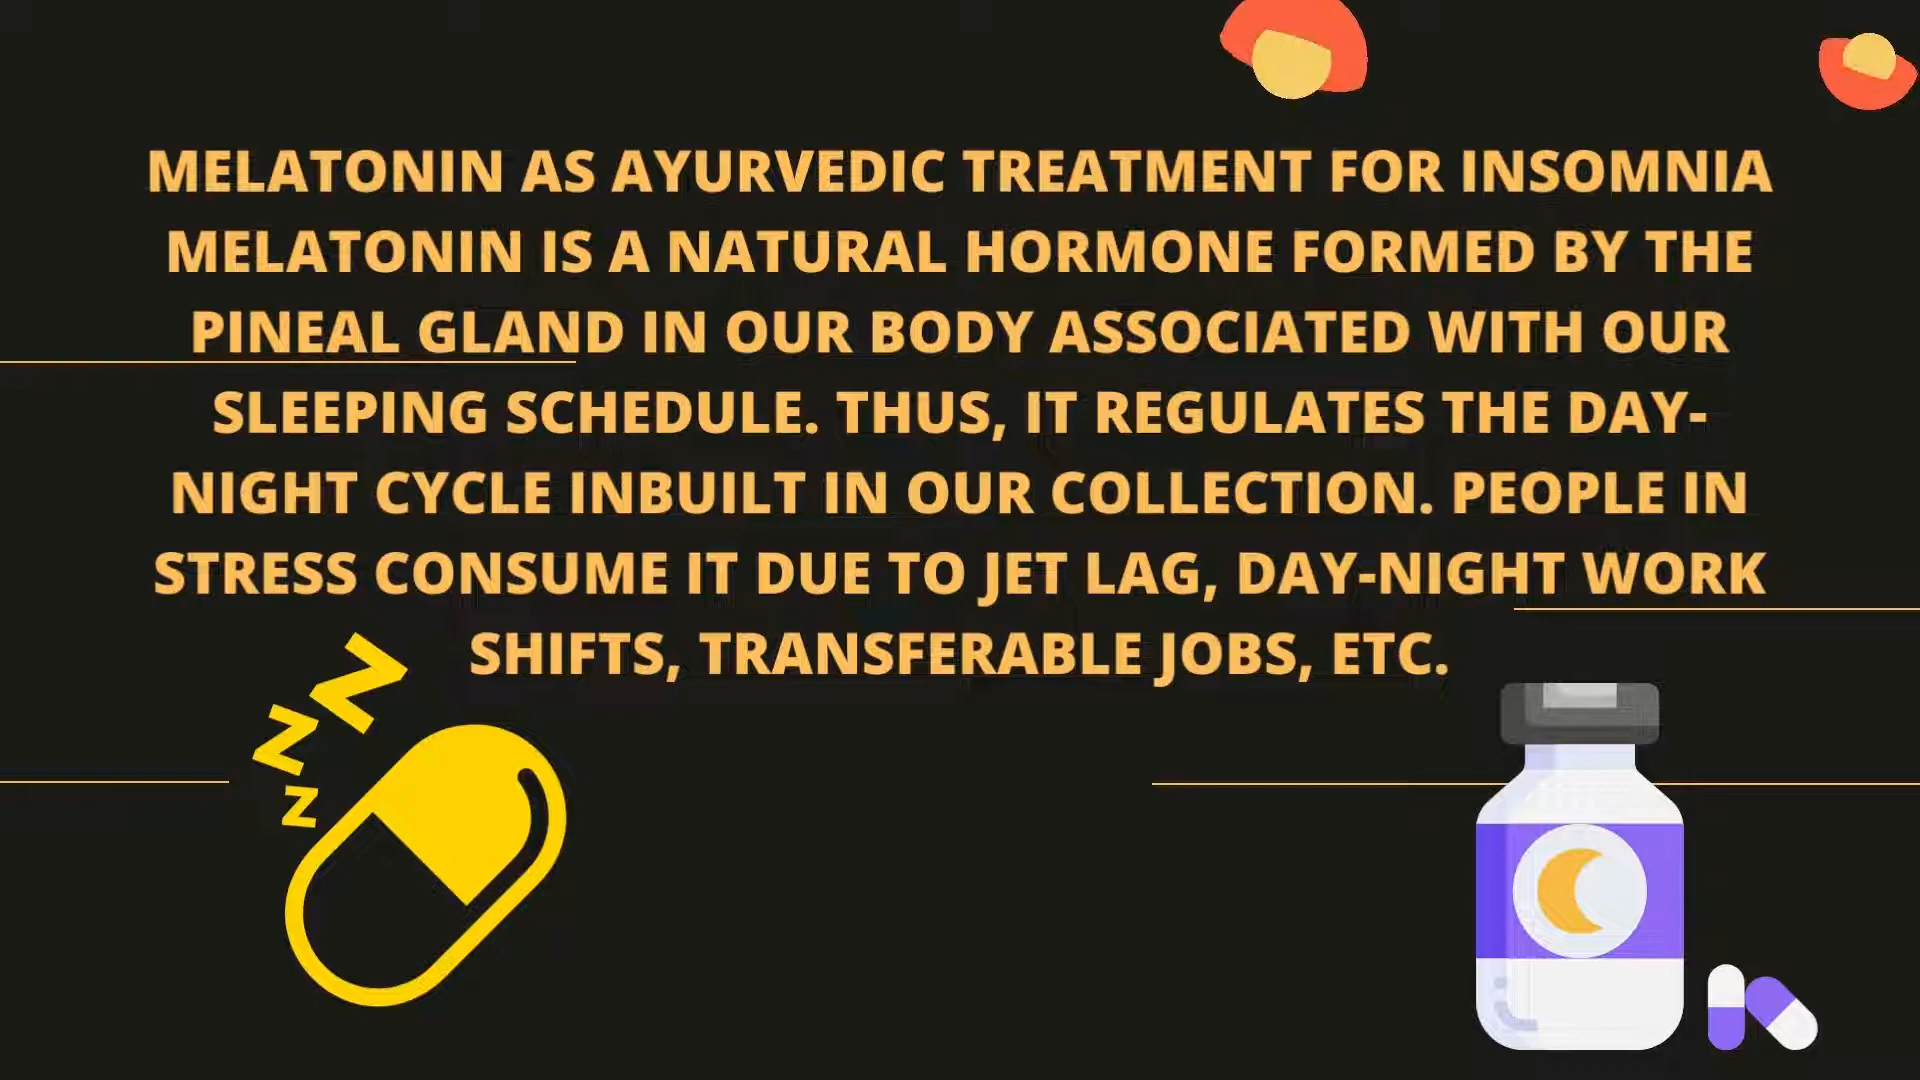 MELATONIN AS AYURVEDIC TREATMENT FOR INSOMNIA
MELATONIN IS A NATURAL HORMONE FORMED BY THE
PINEAL GLAND IN OUR BODY ASSOCIATED WITH OUR
SLEEPING SCHEDULE. THUS, IT REGULATES THE DAY-
NIGHT CYCLE INBUILT IN OUR COLLECTION. PEOPLE IN
STRESS CONSUME IT DUE TO JET LAG, DAY-NIGHT WORK
SHIFTS, TRANSFERABLE JOBS, ETC.
Z
Z
Z